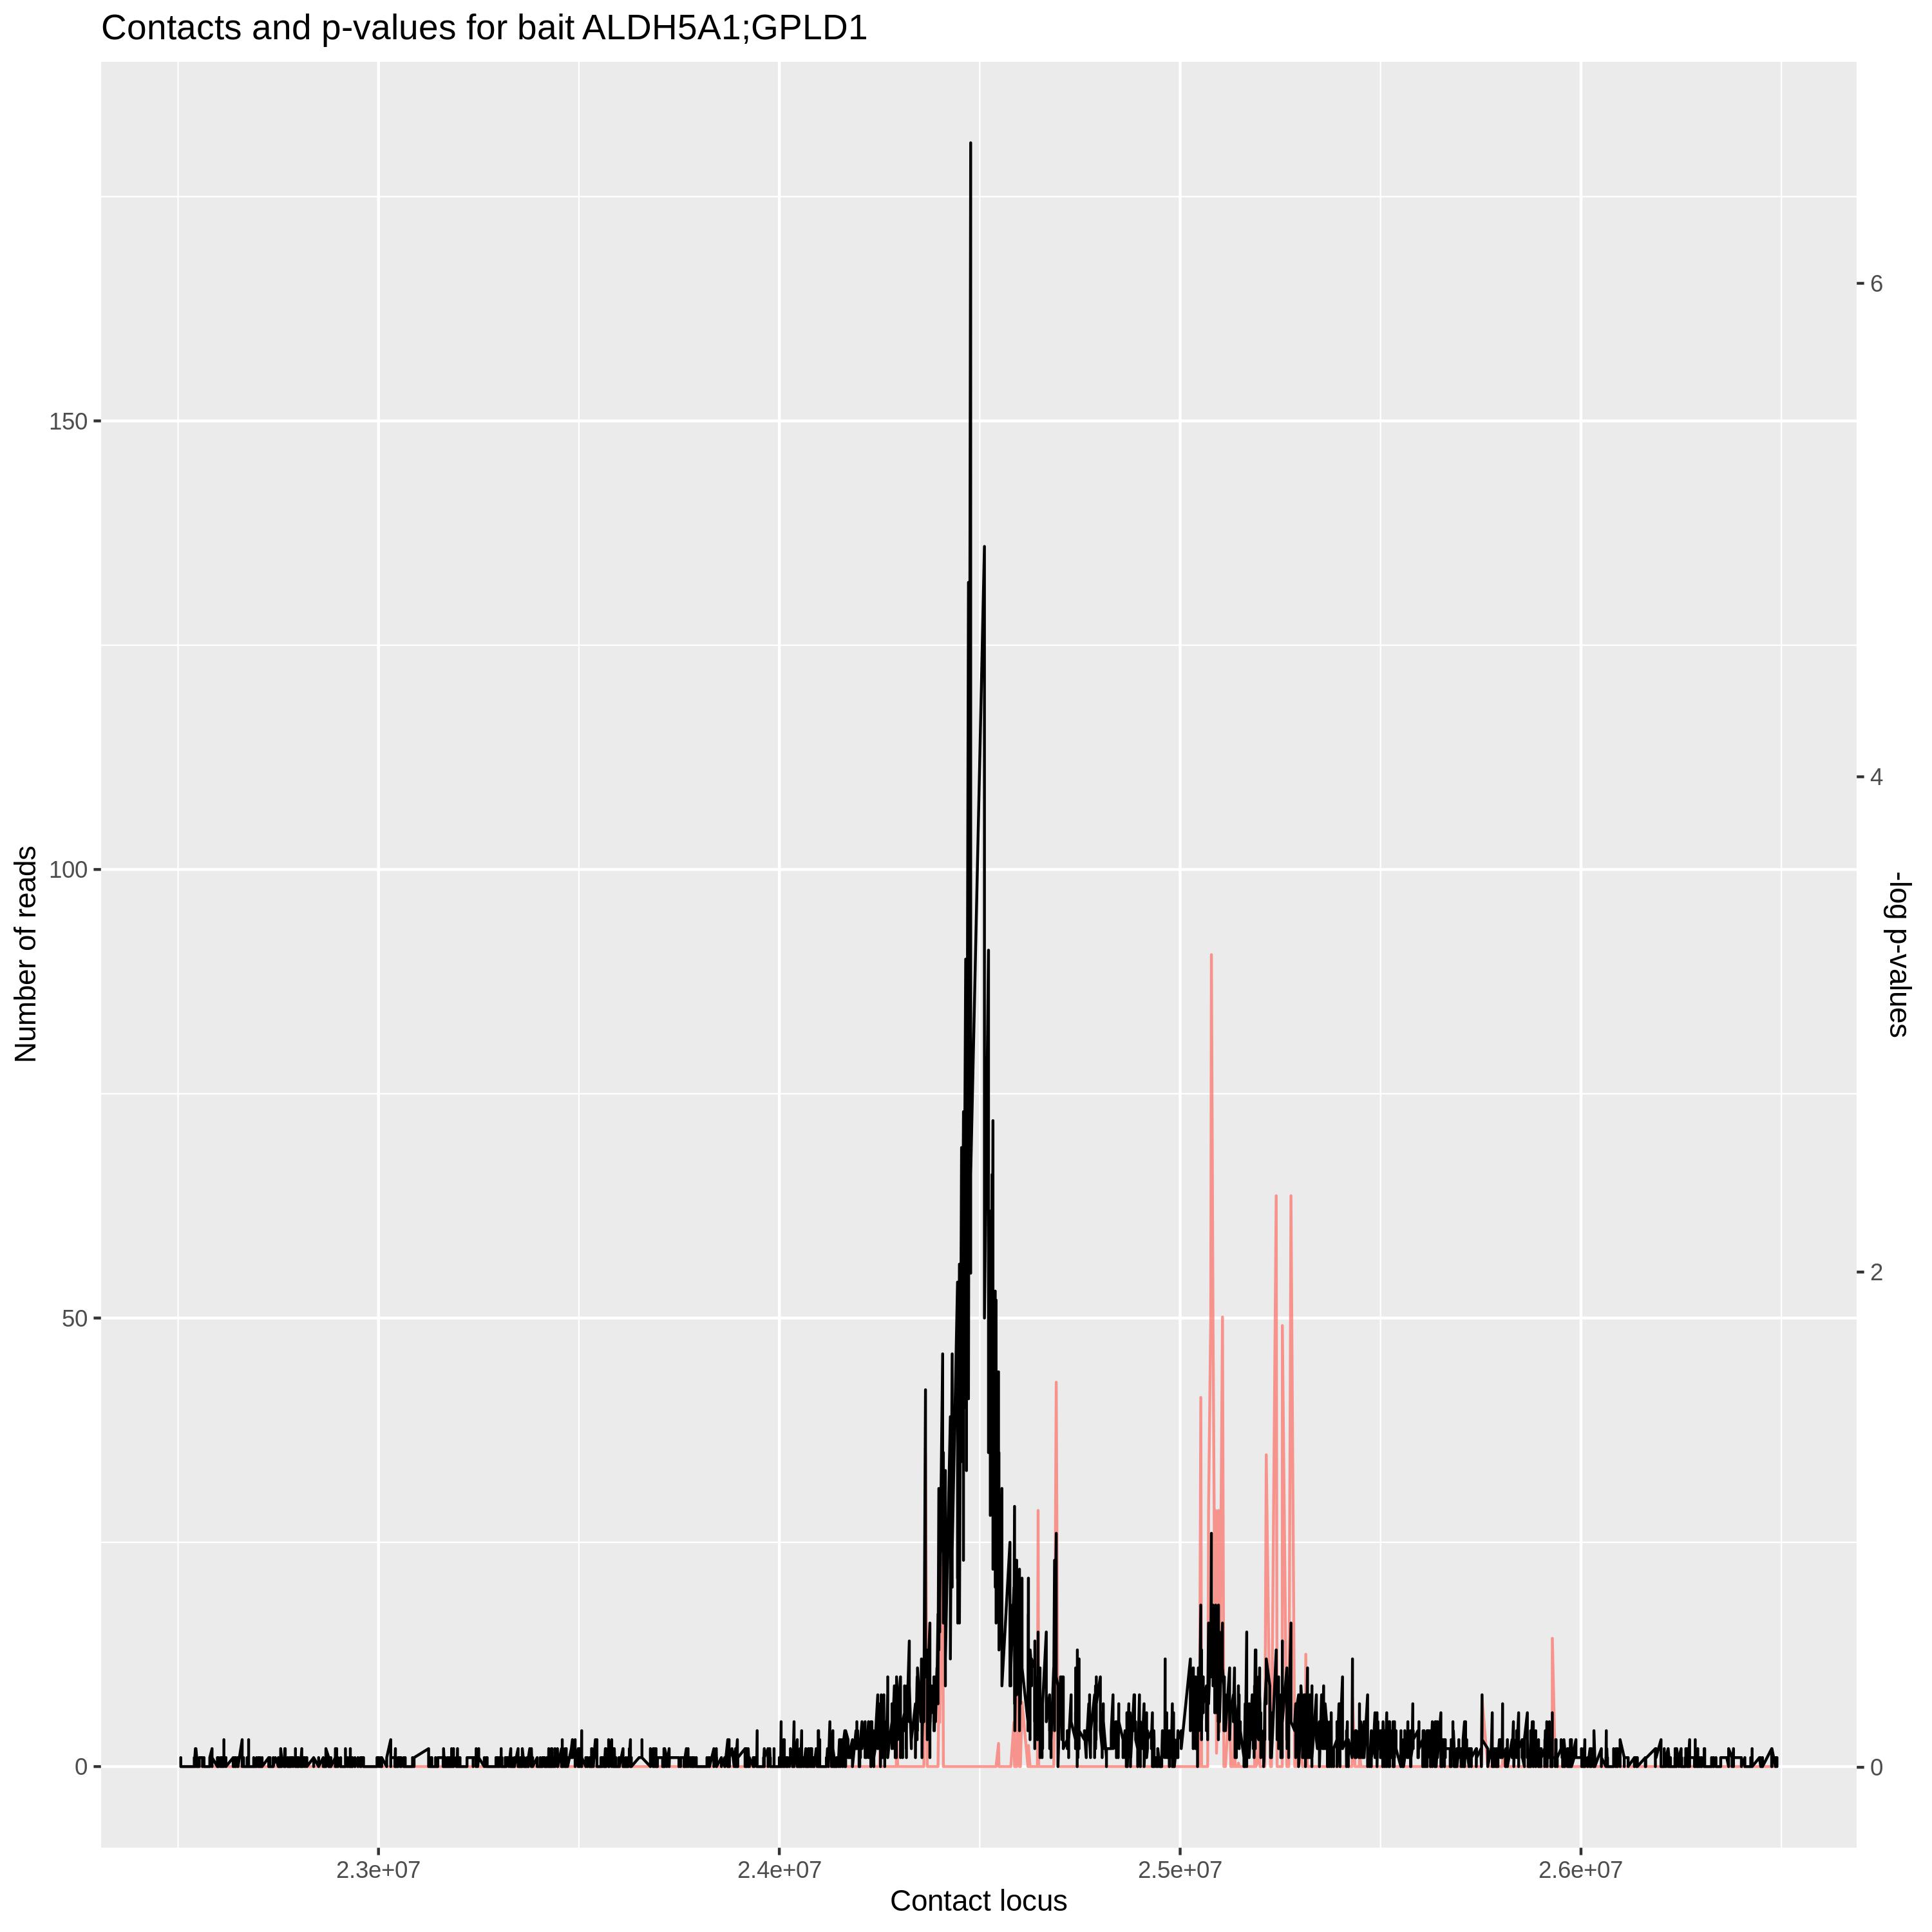 Contacts and p-values for bait ALDH5A1;GPLD1
150
100
50
0
Number of reads
6
4
2
0
-log p-values
2.3e+07
2.4e+07
2.5e+07
2.6e+07
Contact locus